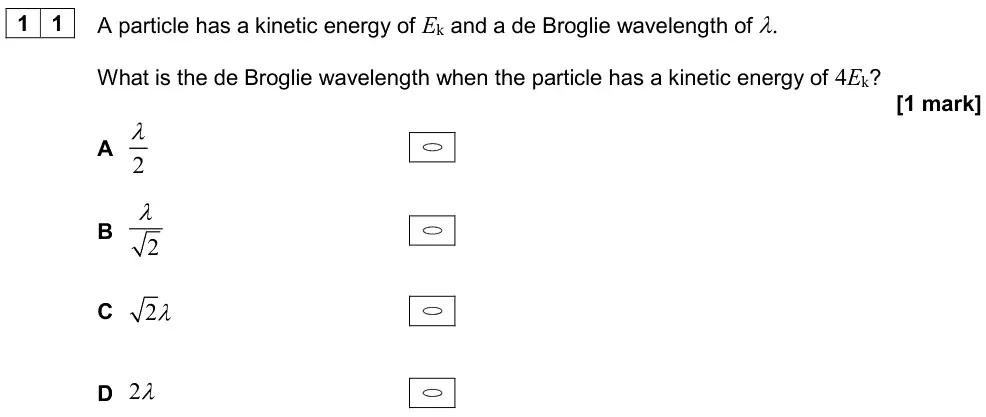 1 1 A particle has a kinetic energy of Eₖ and a de Broglie wavelength of λ.
What is the de Broglie wavelength when the particle has a kinetic energy of 4Eₖ?
[1 mark]
A λ/2
B λ/√2
C √2λ
D 2λ